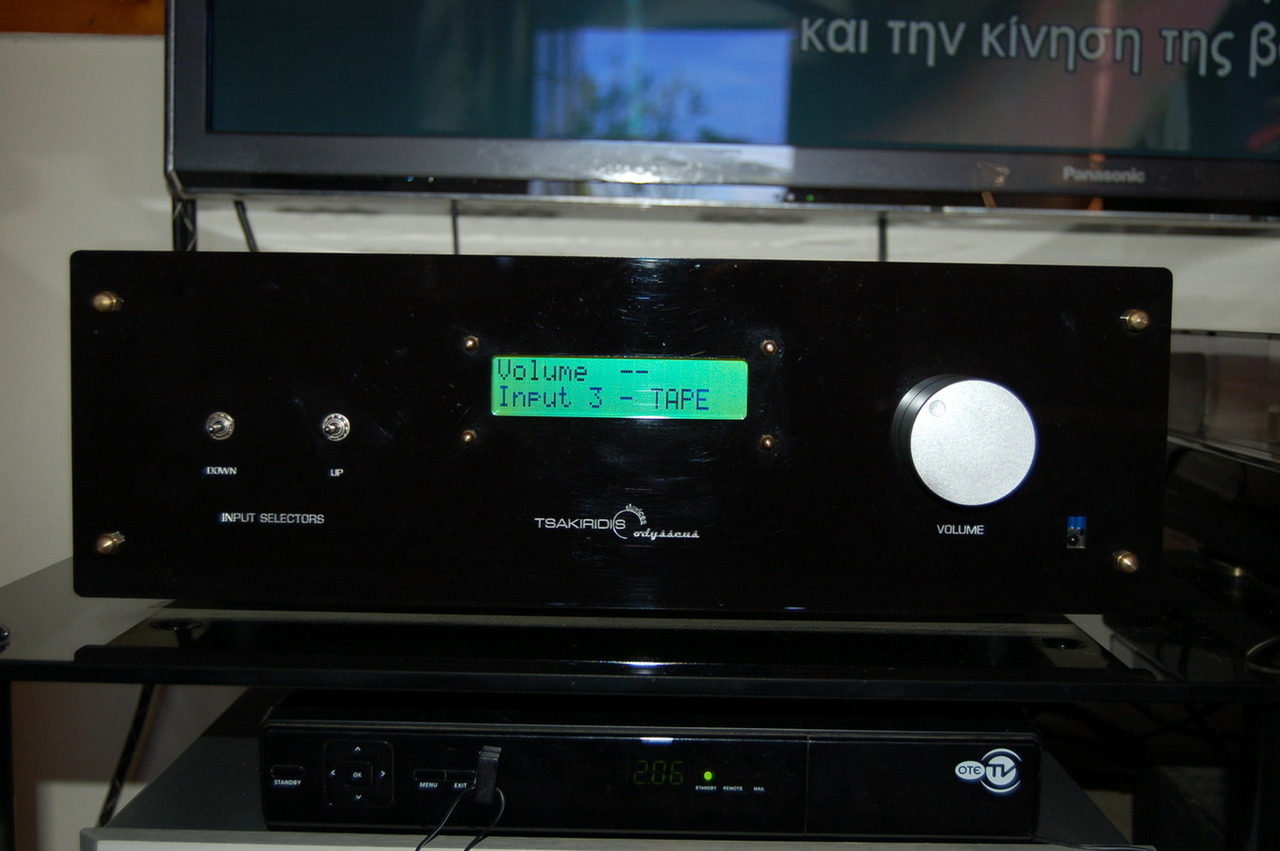 και την κίνηση της β
Panasonic
Volume --
Input 3 - TAPE
DOWN
UP
INPUT SELECTORS
TSAKIRIDIS
devices
odysseus
VOLUME
STANDBY
OK
MENU
EXIT
206
STANDBY
REMOTE
MAIL
OTE
TV